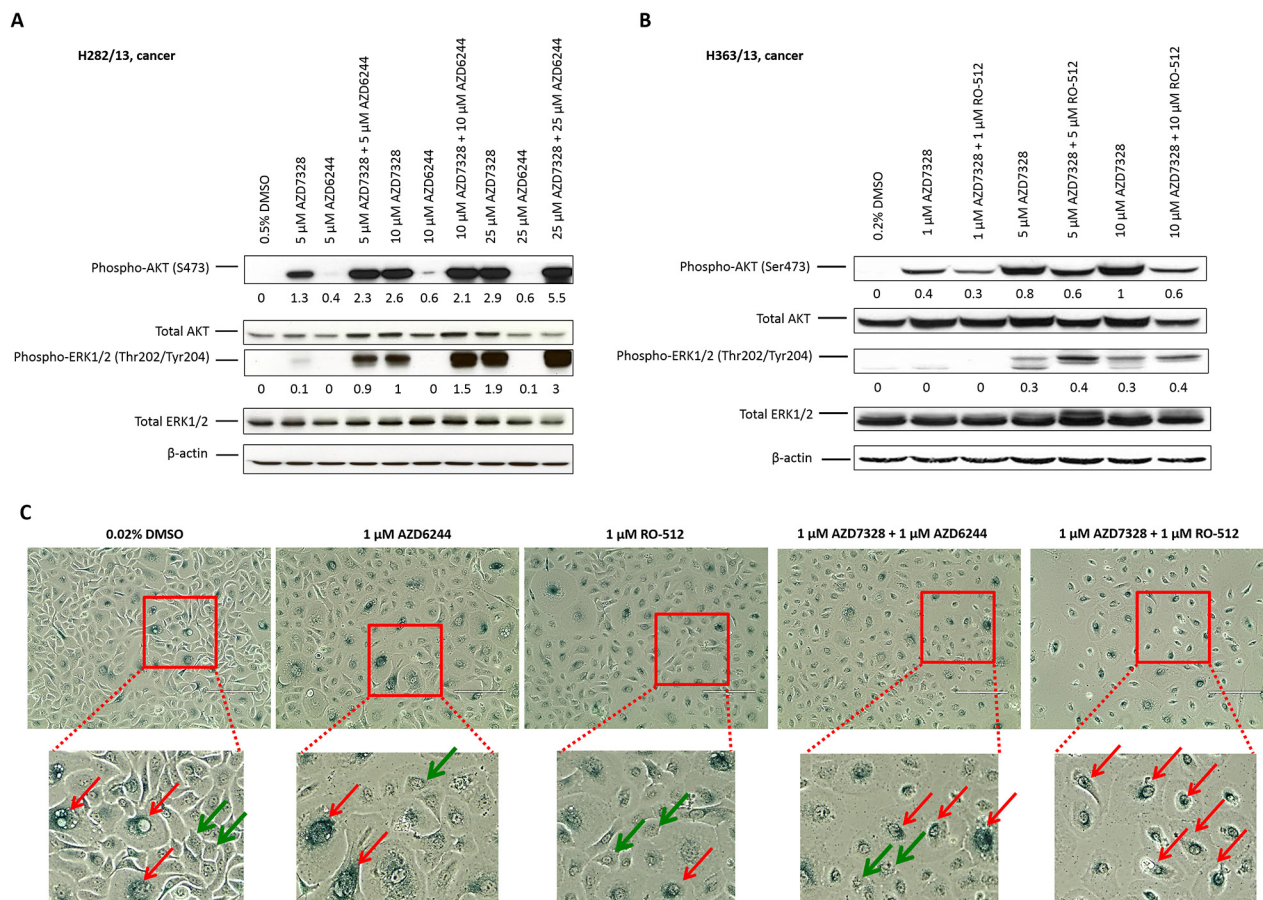 A
H282/13, cancer
0.5% DMSO
5 µM AZD7328
5 µM AZD6244
5 µM AZD7328 + 5 µM AZD6244
10 µM AZD7328
10 µM AZD6244
10 µM AZD7328 + 10 µM AZD6244
25 µM AZD7328
25 µM AZD6244
25 µM AZD7328 + 25 µM AZD6244
Phospho-AKT (S473)
0 1.3 0.4 2.3 2.6 0.6 2.1 2.9 0.6 5.5
Total AKT
Phospho-ERK1/2 (Thr202/Tyr204)
0 0.1 0 0.9 1 0 1.5 1.9 0.1 3
Total ERK1/2
β-actin
B
H363/13, cancer
0.2% DMSO
1 µM AZD7328
1 µM AZD7328 + 1 µM RO-512
5 µM AZD7328
5 µM AZD7328 + 5 µM RO-512
10 µM AZD7328
10 µM AZD7328 + 10 µM RO-512
Phospho-AKT (Ser473)
0 0.4 0.3 0.8 0.6 1 0.6
Total AKT
Phospho-ERK1/2 (Thr202/Tyr204)
0 0 0 0.3 0.4 0.3 0.4
Total ERK1/2
β-actin
C
0.02% DMSO
1 µM AZD6244
1 µM RO-512
1 µM AZD7328 + 1 µM AZD6244
1 µM AZD7328 + 1 µM RO-512